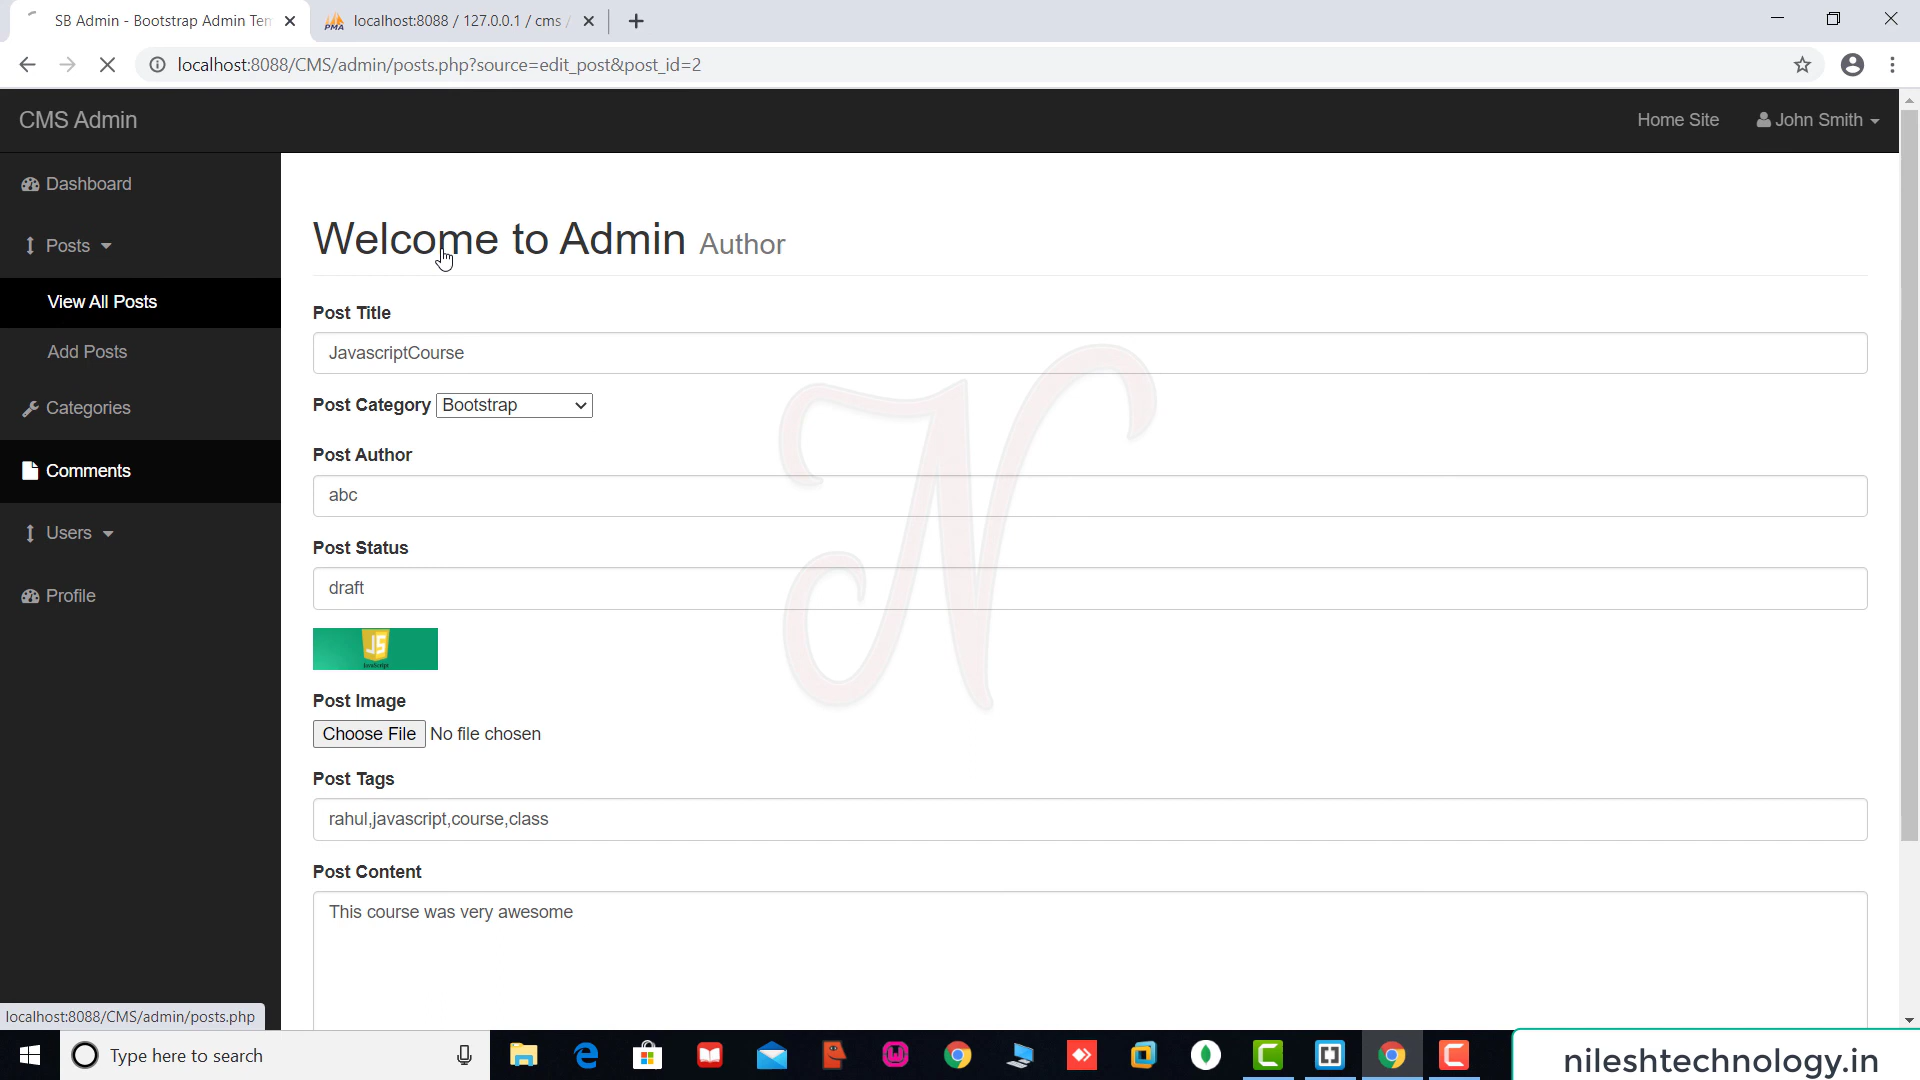 SB Admin - Bootstrap Admin Tem
localhost:8088 / 127.0.0.1 / cms /
localhost:8088/CMS/admin/posts.php?source=edit_post&post_id=2
CMS Admin
Home Site
John Smith
Dashboard
Posts
View All Posts
Add Posts
Categories
Comments
Users
Profile
Welcome to Admin Author
Post Title
JavascriptCourse
Post Category Bootstrap
Post Author
abc
Post Status
draft
JS
JavaScript
Post Image
Choose File No file chosen
Post Tags
rahul,javascript,course,class
Post Content
This course was very awesome
N
localhost:8088/CMS/admin/posts.php
Type here to search
nileshtechnology.in